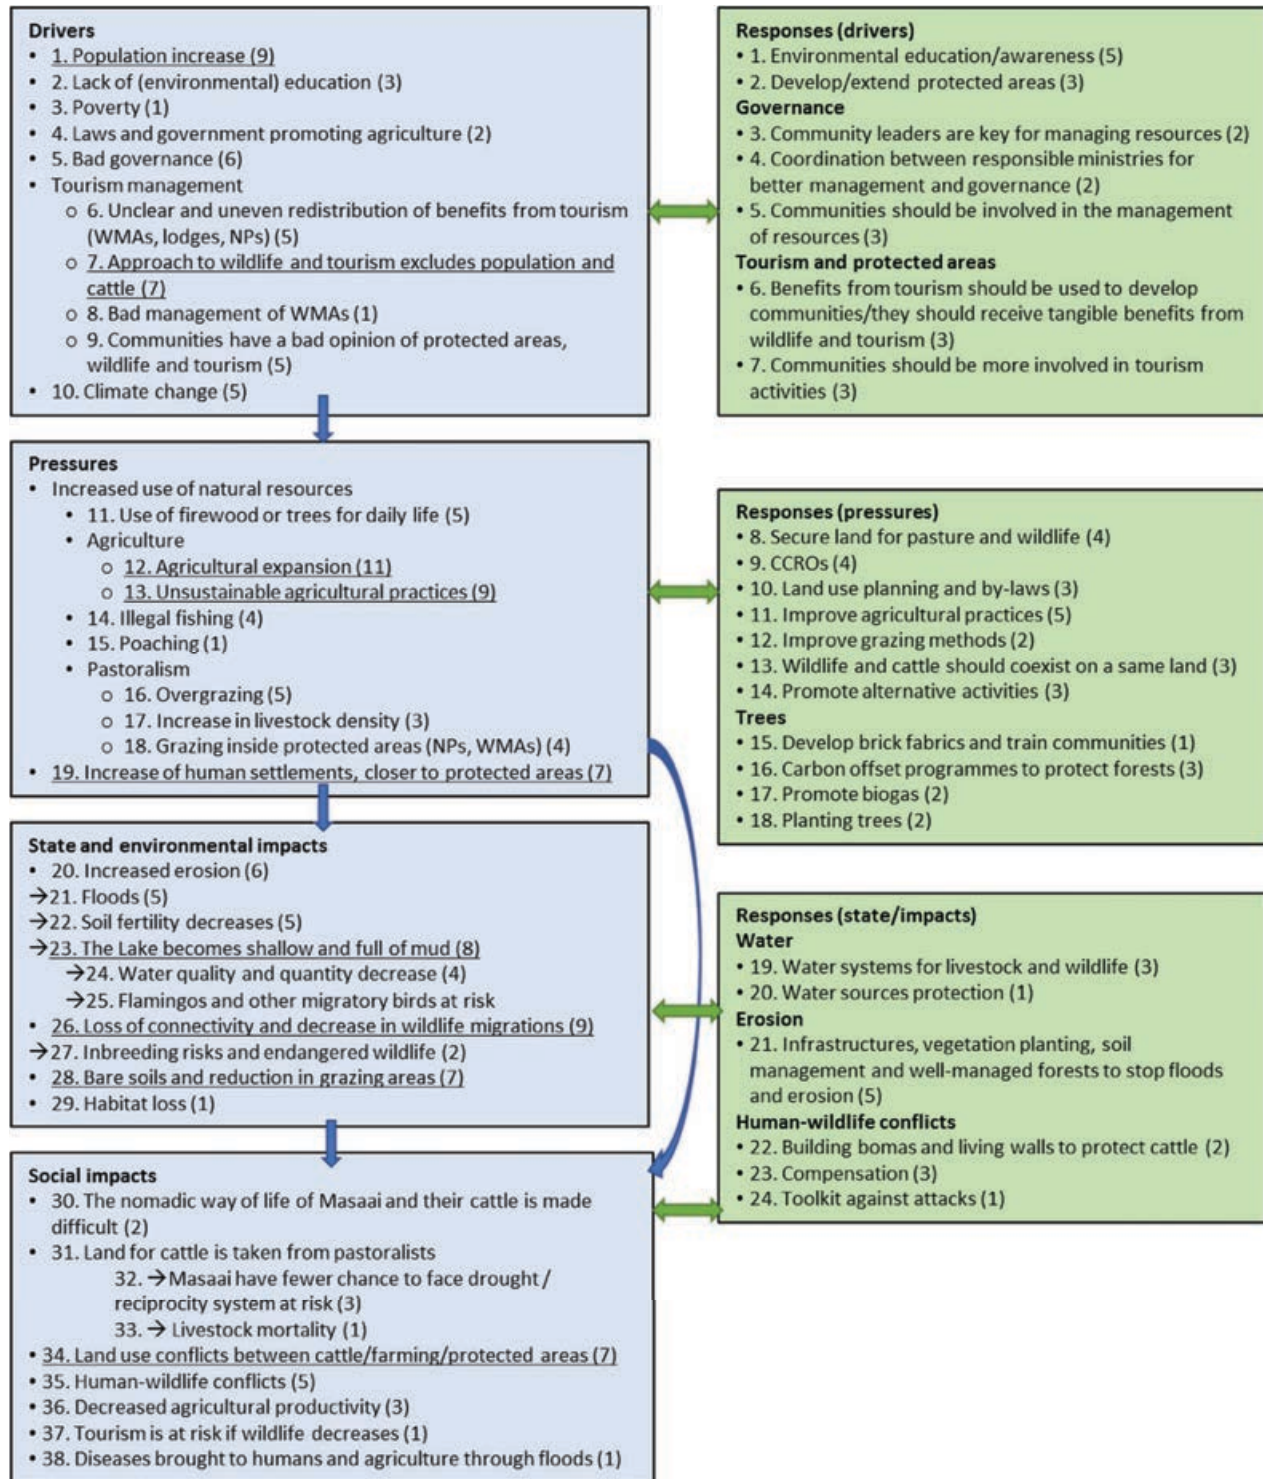 Drivers
• 1. Population increase (9)
• 2. Lack of (environmental) education (3)
• 3. Poverty (1)
• 4. Laws and government promoting agriculture (2)
• 5. Bad governance (6)
• Tourism management
o 6. Unclear and uneven redistribution of benefits from tourism
(WMAs, lodges, NPs) (5)
o 7. Approach to wildlife and tourism excludes population and
cattle (7)
o 8. Bad management of WMAs (1)
o 9. Communities have a bad opinion of protected areas,
wildlife and tourism (5)
• 10. Climate change (5)
Responses (drivers)
• 1. Environmental education/awareness (5)
• 2. Develop/extend protected areas (3)
Governance
• 3. Community leaders are key for managing resources (2)
• 4. Coordination between responsible ministries for
better management and governance (2)
• 5. Communities should be involved in the management
of resources (3)
Tourism and protected areas
• 6. Benefits from tourism should be used to develop
communities/they should receive tangible benefits from
wildlife and tourism (3)
• 7. Communities should be more involved in tourism
activities (3)
Pressures
• Increased use of natural resources
• 11. Use of firewood or trees for daily life (5)
• Agriculture
o 12. Agricultural expansion (11)
o 13. Unsustainable agricultural practices (9)
• 14. Illegal fishing (4)
• 15. Poaching (1)
• Pastoralism
o 16. Overgrazing (5)
o 17. Increase in livestock density (3)
o 18. Grazing inside protected areas (NPs, WMAs) (4)
• 19. Increase of human settlements, closer to protected areas (7)
Responses (pressures)
• 8. Secure land for pasture and wildlife (4)
• 9. CCROs (4)
• 10. Land use planning and by-laws (3)
• 11. Improve agricultural practices (5)
• 12. Improve grazing methods (2)
• 13. Wildlife and cattle should coexist on a same land (3)
• 14. Promote alternative activities (3)
Trees
• 15. Develop brick fabrics and train communities (1)
• 16. Carbon offset programmes to protect forests (3)
• 17. Promote biogas (2)
• 18. Planting trees (2)
State and environmental impacts
• 20. Increased erosion (6)
→21. Floods (5)
→22. Soil fertility decreases (5)
→23. The Lake becomes shallow and full of mud (8)
→24. Water quality and quantity decrease (4)
→25. Flamingos and other migratory birds at risk
• 26. Loss of connectivity and decrease in wildlife migrations (9)
→27. Inbreeding risks and endangered wildlife (2)
• 28. Bare soils and reduction in grazing areas (7)
• 29. Habitat loss (1)
Responses (state/impacts)
Water
• 19. Water systems for livestock and wildlife (3)
• 20. Water sources protection (1)
Erosion
• 21. Infrastructures, vegetation planting, soil
management and well-managed forests to stop floods
and erosion (5)
Human-wildlife conflicts
• 22. Building bomas and living walls to protect cattle (2)
• 23. Compensation (3)
• 24. Toolkit against attacks (1)
Social impacts
• 30. The nomadic way of life of Masaai and their cattle is made
difficult (2)
• 31. Land for cattle is taken from pastoralists
32. →Masaai have fewer chance to face drought /
reciprocity system at risk (3)
33. → Livestock mortality (1)
• 34. Land use conflicts between cattle/farming/protected areas (7)
• 35. Human-wildlife conflicts (5)
• 36. Decreased agricultural productivity (3)
• 37. Tourism is at risk if wildlife decreases (1)
• 38. Diseases brought to humans and agriculture through floods (1)